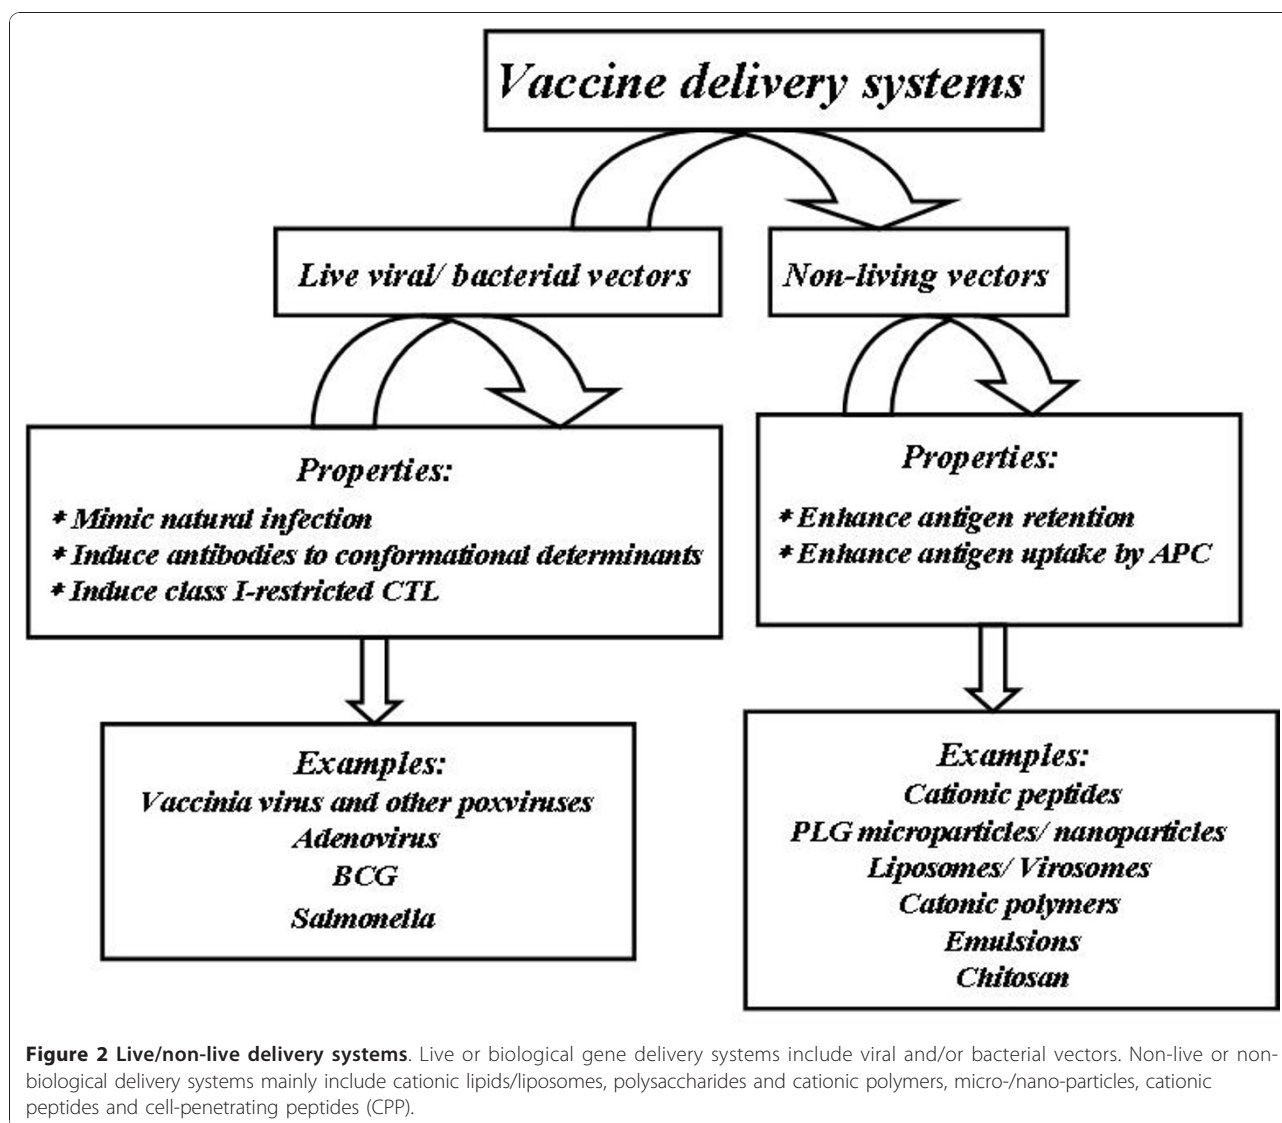 Vaccine delivery systems
Live viral/ bacterial vectors
Non-living vectors
Properties:
* Mimic natural infection
* Induce antibodies to conformational determinants
* Induce class I-restricted CTL
Properties:
* Enhance antigen retention
* Enhance antigen uptake by APC
Examples:
Vaccinia virus and other poxviruses
Adenovirus
BCG
Salmonella
Examples:
Cationic peptides
PLG microparticles/ nanoparticles
Liposomes/ Virosomes
Catonic polymers
Emulsions
Chitosan
Figure 2 Live/non-live delivery systems. Live or biological gene delivery systems include viral and/or bacterial vectors. Non-live or non-
biological delivery systems mainly include cationic lipids/liposomes, polysaccharides and cationic polymers, micro-/nano-particles, cationic
peptides and cell-penetrating peptides (CPP).